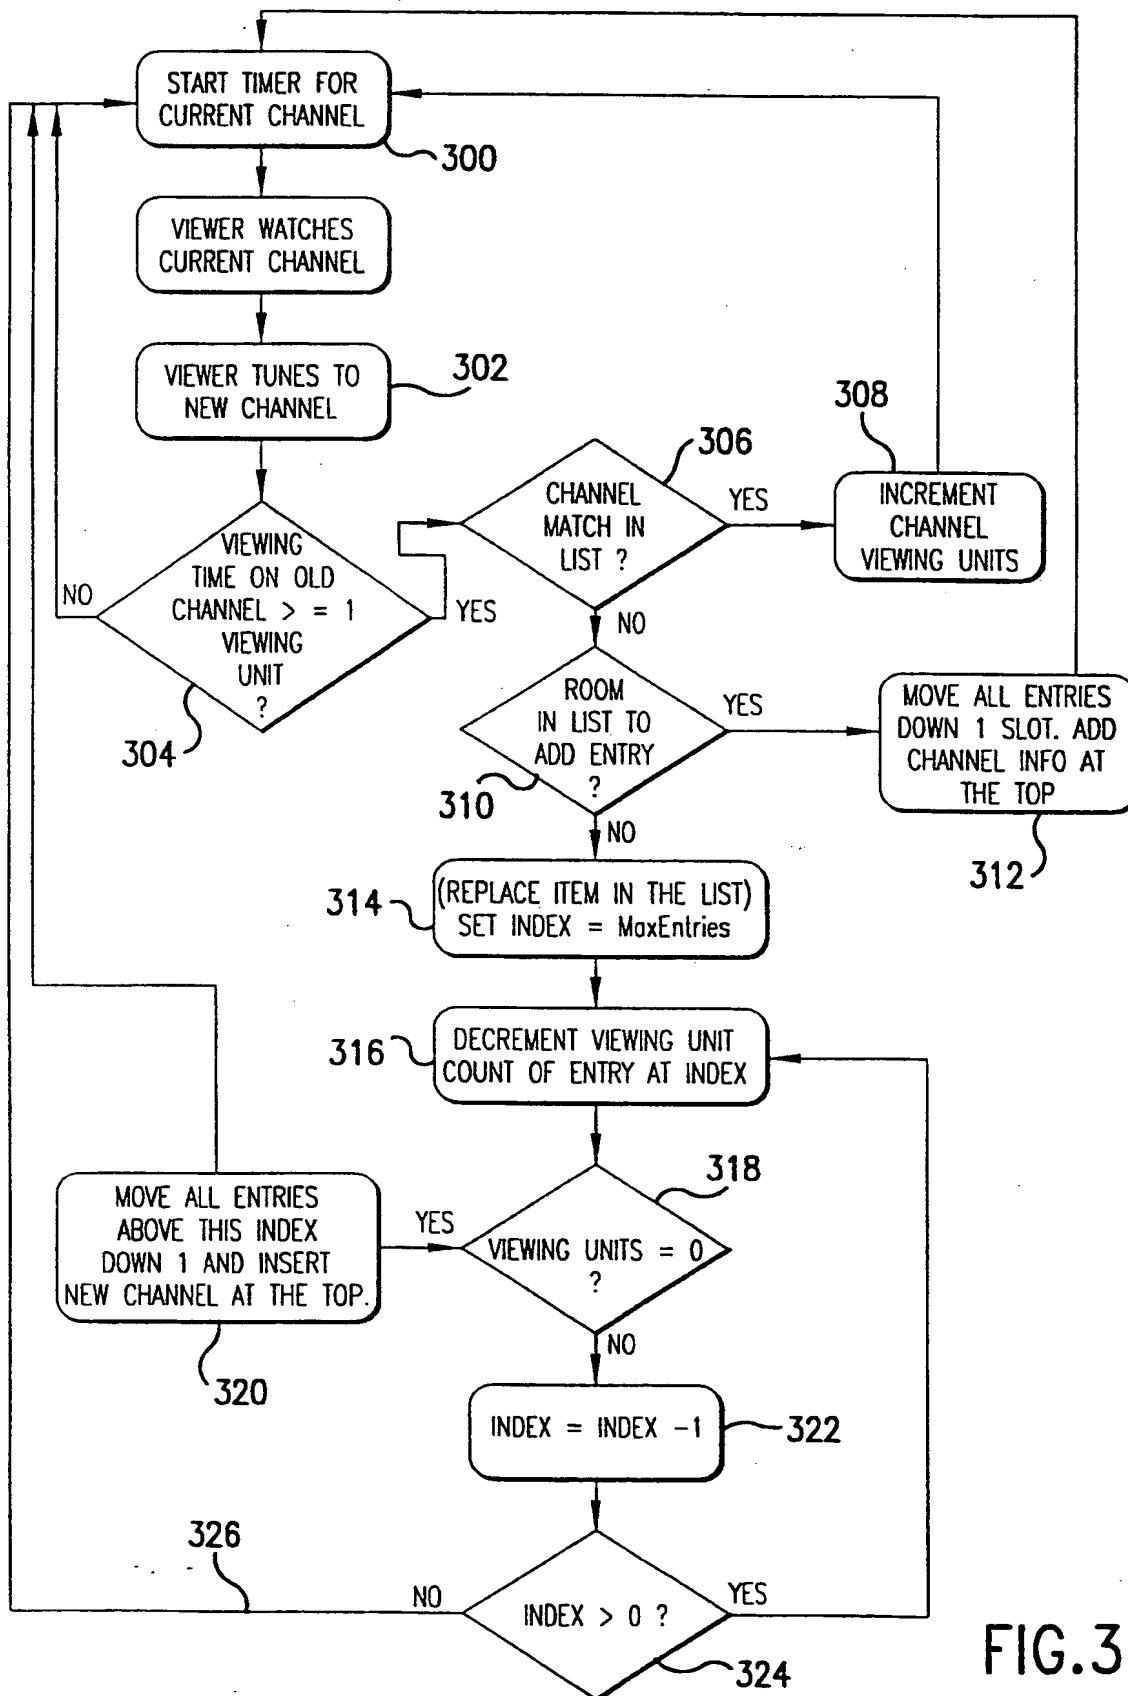 START TIMER FOR
CURRENT CHANNEL
300
VIEWER WATCHES
CURRENT CHANNEL
VIEWER TUNES TO
NEW CHANNEL
302
VIEWING
TIME ON OLD
CHANNEL > = 1
VIEWING
UNIT
?
NO
YES
304
306
CHANNEL
MATCH IN
LIST ?
YES
NO
308
INCREMENT
CHANNEL
VIEWING UNITS
ROOM
IN LIST TO
ADD ENTRY
?
YES
310
NO
MOVE ALL ENTRIES
DOWN 1 SLOT. ADD
CHANNEL INFO AT
THE TOP
312
314
(REPLACE ITEM IN THE LIST)
SET INDEX = MaxEntries
316
DECREMENT VIEWING UNIT
COUNT OF ENTRY AT INDEX
318
VIEWING UNITS = 0
?
YES
NO
MOVE ALL ENTRIES
ABOVE THIS INDEX
DOWN 1 AND INSERT
NEW CHANNEL AT THE TOP.
320
INDEX = INDEX -1
322
326
NO
INDEX > 0 ?
YES
324
FIG.3